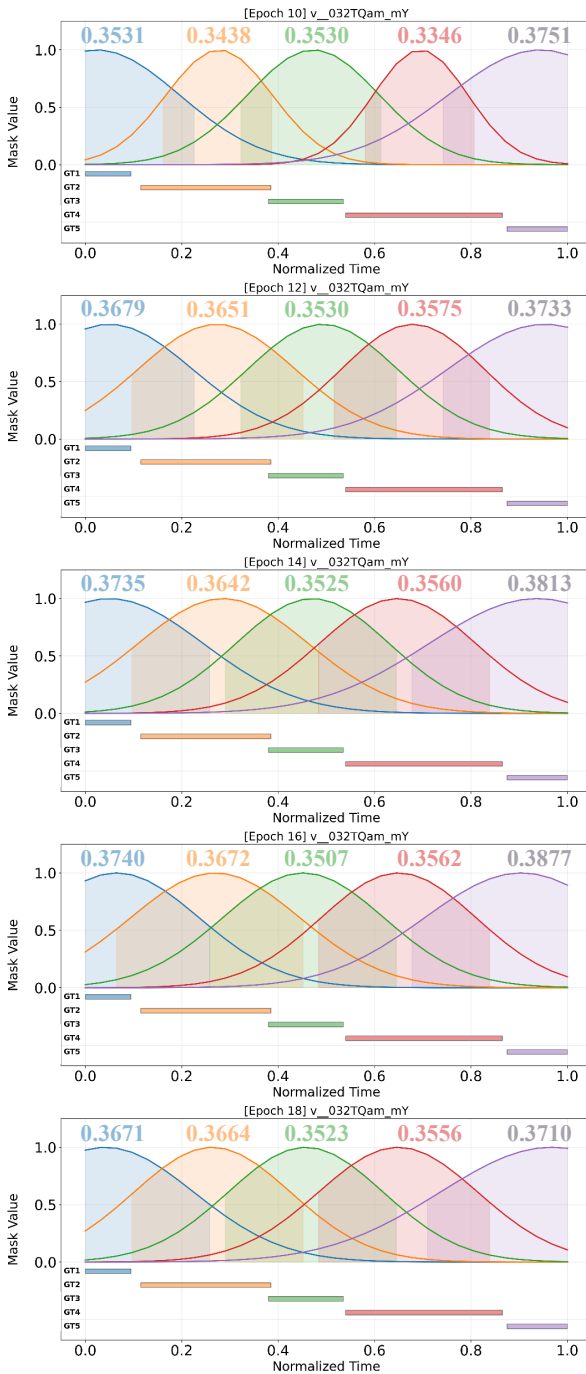 [Epoch 10] v__032TQam_mY
0.3531 0.3438 0.3530 0.3346 0.3751
1.0
0.5
0.0
Mask Value
GT1
GT2
GT3
GT4
GT5
0.0 0.2 0.4 0.6 0.8 1.0
Normalized Time
[Epoch 12] v__032TQam_mY
0.3679 0.3651 0.3530 0.3575 0.3733
1.0
0.5
0.0
Mask Value
GT1
GT2
GT3
GT4
GT5
0.0 0.2 0.4 0.6 0.8 1.0
Normalized Time
[Epoch 14] v__032TQam_mY
0.3735 0.3642 0.3525 0.3560 0.3813
1.0
0.5
0.0
Mask Value
GT1
GT2
GT3
GT4
GT5
0.0 0.2 0.4 0.6 0.8 1.0
Normalized Time
[Epoch 16] v__032TQam_mY
0.3740 0.3672 0.3507 0.3562 0.3877
1.0
0.5
0.0
Mask Value
GT1
GT2
GT3
GT4
GT5
0.0 0.2 0.4 0.6 0.8 1.0
Normalized Time
[Epoch 18] v__032TQam_mY
0.3671 0.3664 0.3523 0.3556 0.3710
1.0
0.5
0.0
Mask Value
GT1
GT2
GT3
GT4
GT5
0.0 0.2 0.4 0.6 0.8 1.0
Normalized Time